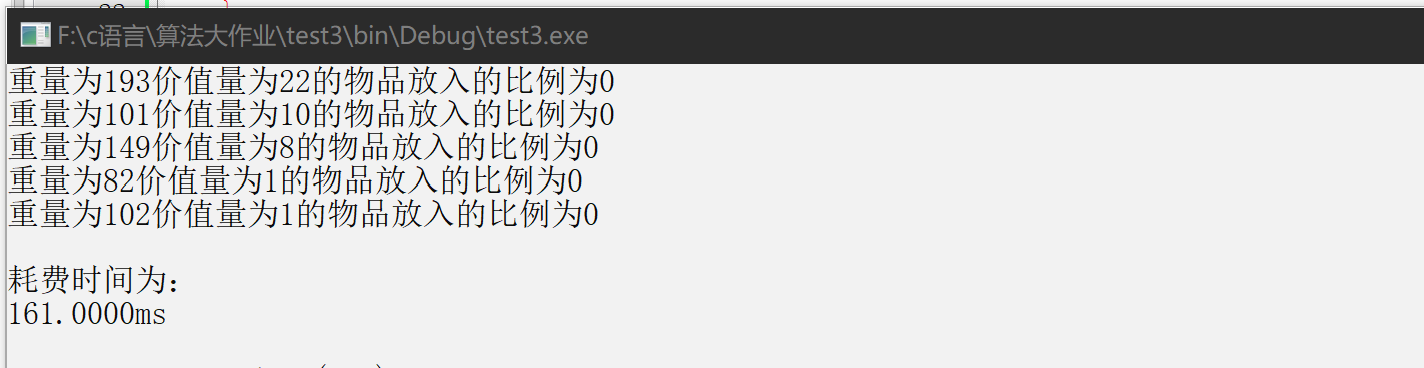 F:\c语言\算法大作业\test3\bin\Debug\test3.exe
重量为193价值量为22的物品放入的比例为0
重量为101价值量为10的物品放入的比例为0
重量为149价值量为8的物品放入的比例为0
重量为82价值量为1的物品放入的比例为0
重量为102价值量为1的物品放入的比例为0
耗费时间为：
161.0000ms